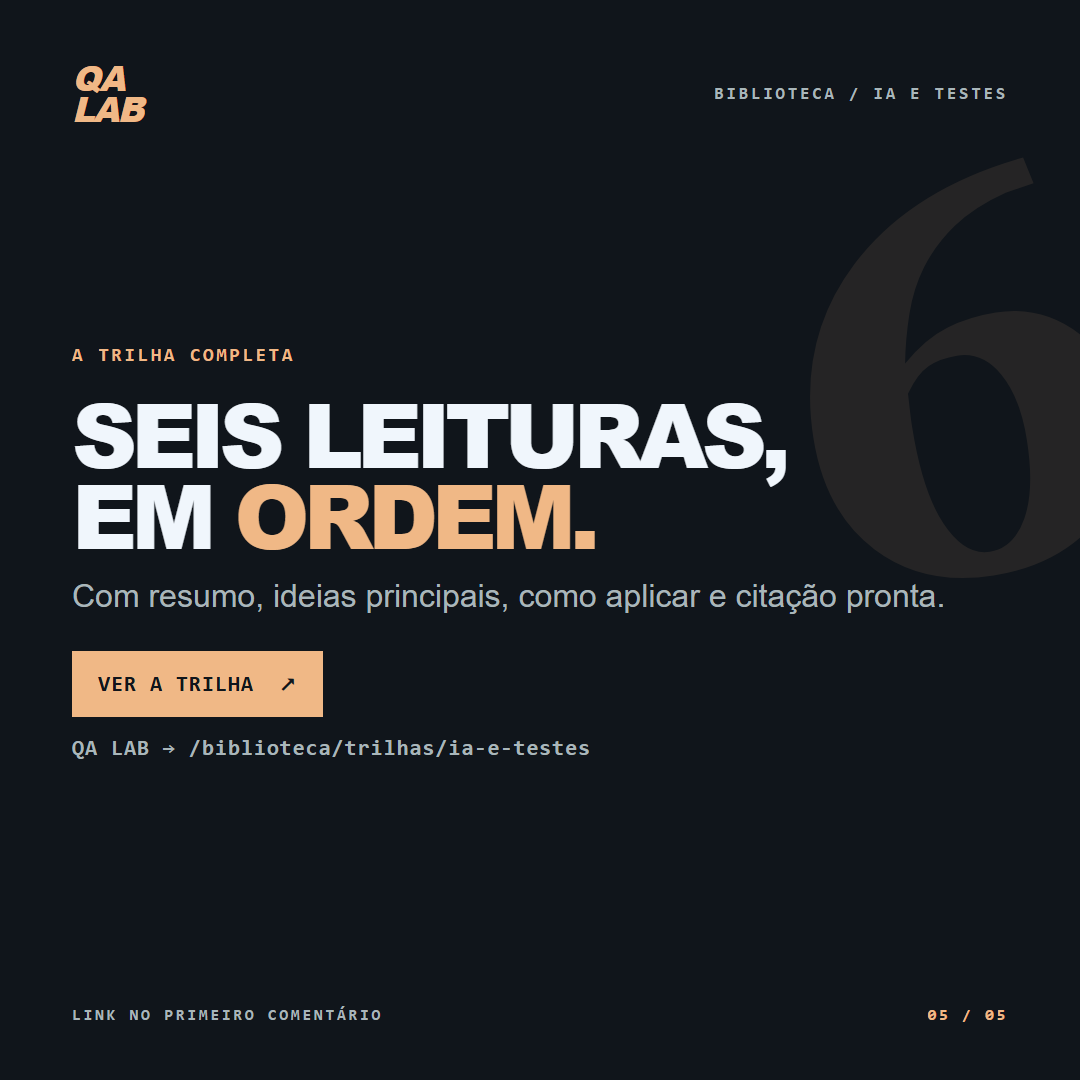 QA
LAB
BIBLIOTECA / IA E TESTES
6
A TRILHA COMPLETA
SEIS LEITURAS,
EM ORDEM.
Com resumo, ideias principais, como aplicar e citação pronta.
VER A TRILHA ↗
QA LAB → /biblioteca/trilhas/ia-e-testes
LINK NO PRIMEIRO COMENTÁRIO
05 / 05